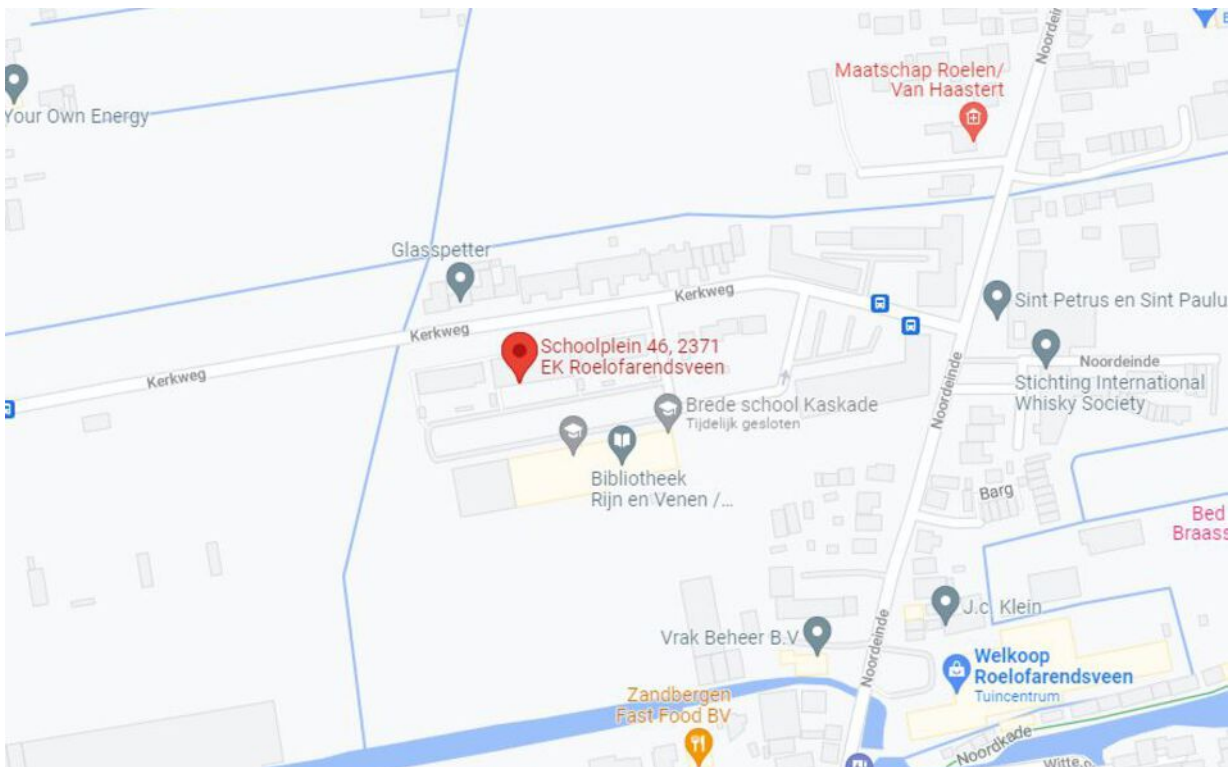 Noordein
Maatschap Roelen/
Van Haastert
Your Own Energy
Glasspetter
Kerkweg
Kerkweg
Kerkweg
Schoolplein 46, 2371
EK Roelofarendsveen
Sint Petrus en Sint Paulu
Noordeinde
Stichting International
Whisky Society
Noordeinde
Brede school Kaskade
Tijdelijk gesloten
Bibliotheek
Rijn en Venen /...
Barg
Bed
Braass
J.c. Klein
Vrak Beheer B.V
Noordeinde
Welkoop
Roelofarendsveen
Tuincentrum
Zandbergen
Fast Food BV
Noordkade
Witte